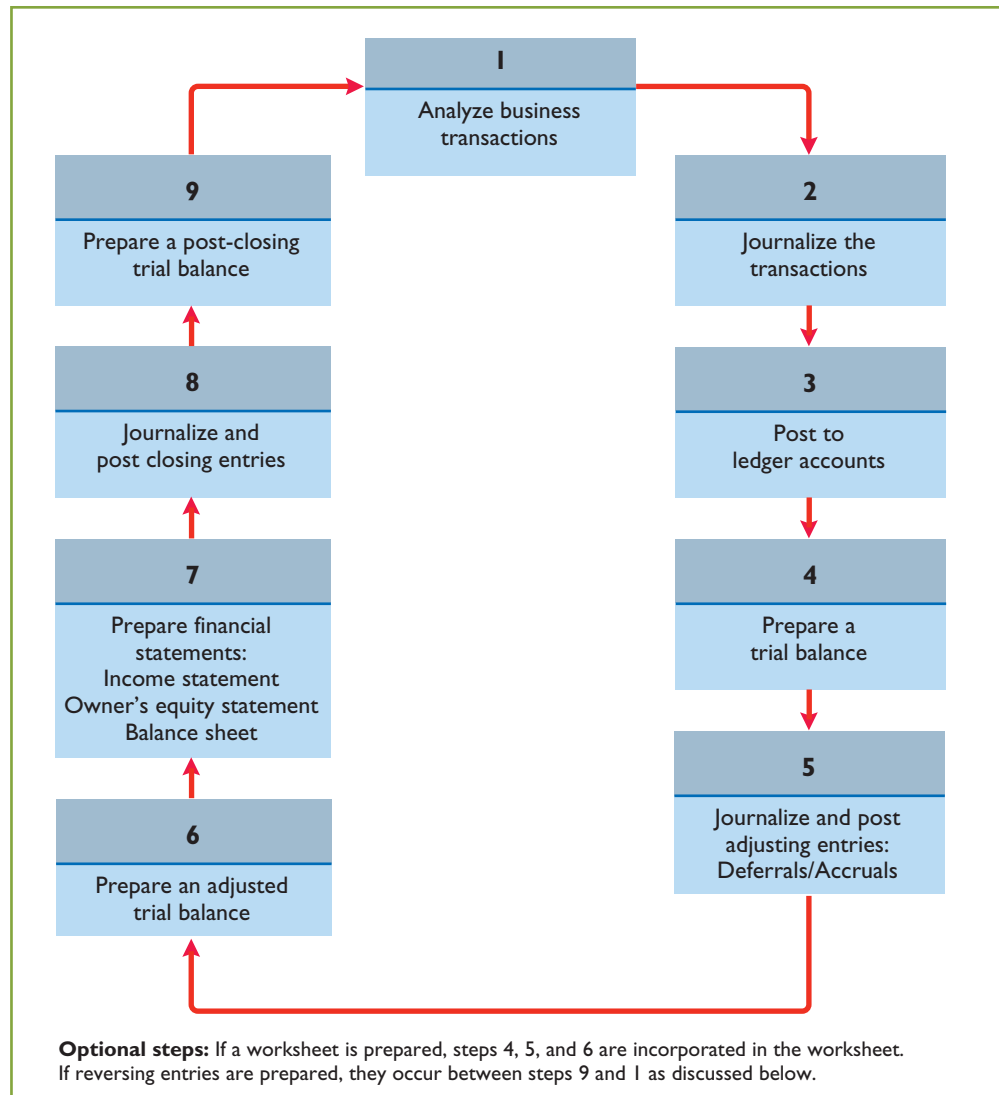 1
Analyze business
transactions
2
Journalize the
transactions
3
Post to
ledger accounts
4
Prepare a
trial balance
5
Journalize and post
adjusting entries:
Deferrals/Accruals
6
Prepare an adjusted
trial balance
7
Prepare financial
statements:
Income statement
Owner's equity statement
Balance sheet
8
Journalize and
post closing entries
9
Prepare a post-closing
trial balance
Optional steps: If a worksheet is prepared, steps 4, 5, and 6 are incorporated in the worksheet.
If reversing entries are prepared, they occur between steps 9 and 1 as discussed below.